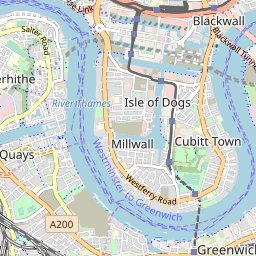 Blackwall
Salter Road
Blackwall Tunnel
erhithe
River Thames
Isle of Dogs
Quays
Millwall
Cubitt Town
Westminster to Greenwich
Westferry Road
A200
Greenwich